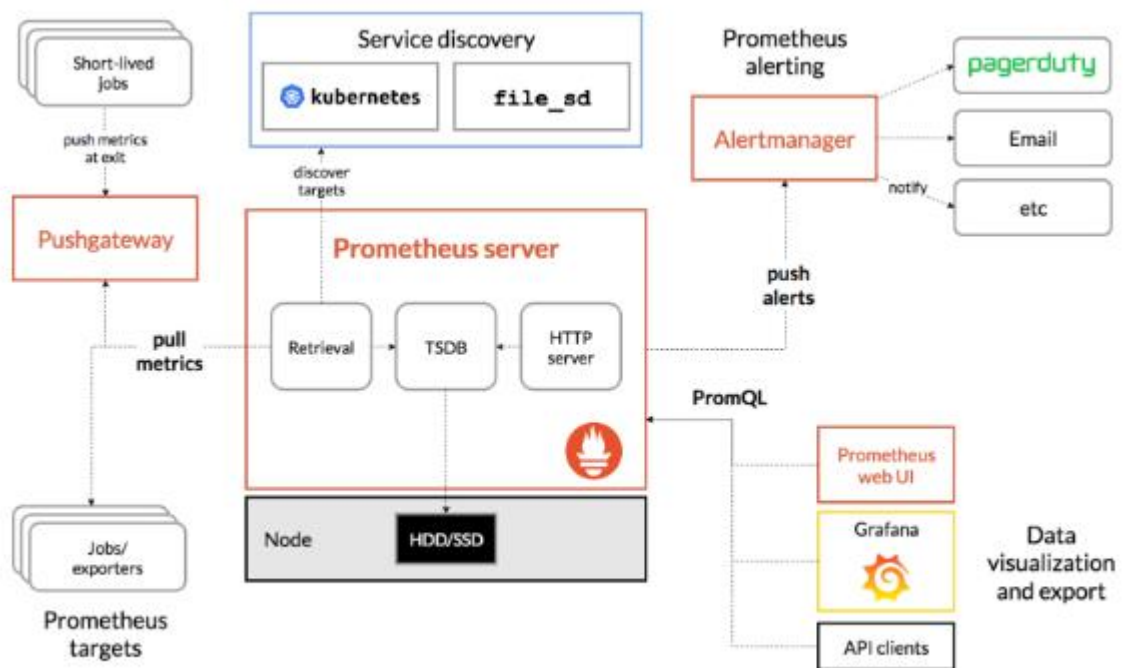 Short-lived
jobs
push metrics
at exit
Pushgateway
Service discovery
kubernetes
file_sd
discover
targets
Prometheus
alerting
Alertmanager
pagerduty
Email
notify
etc
Prometheus server
Retrieval
TSDB
HTTP
server
pull
metrics
push
alerts
PromQL
Node
HDD/SSD
Jobs/
exporters
Prometheus
targets
Prometheus
web UI
Grafana
API clients
Data
visualization
and export